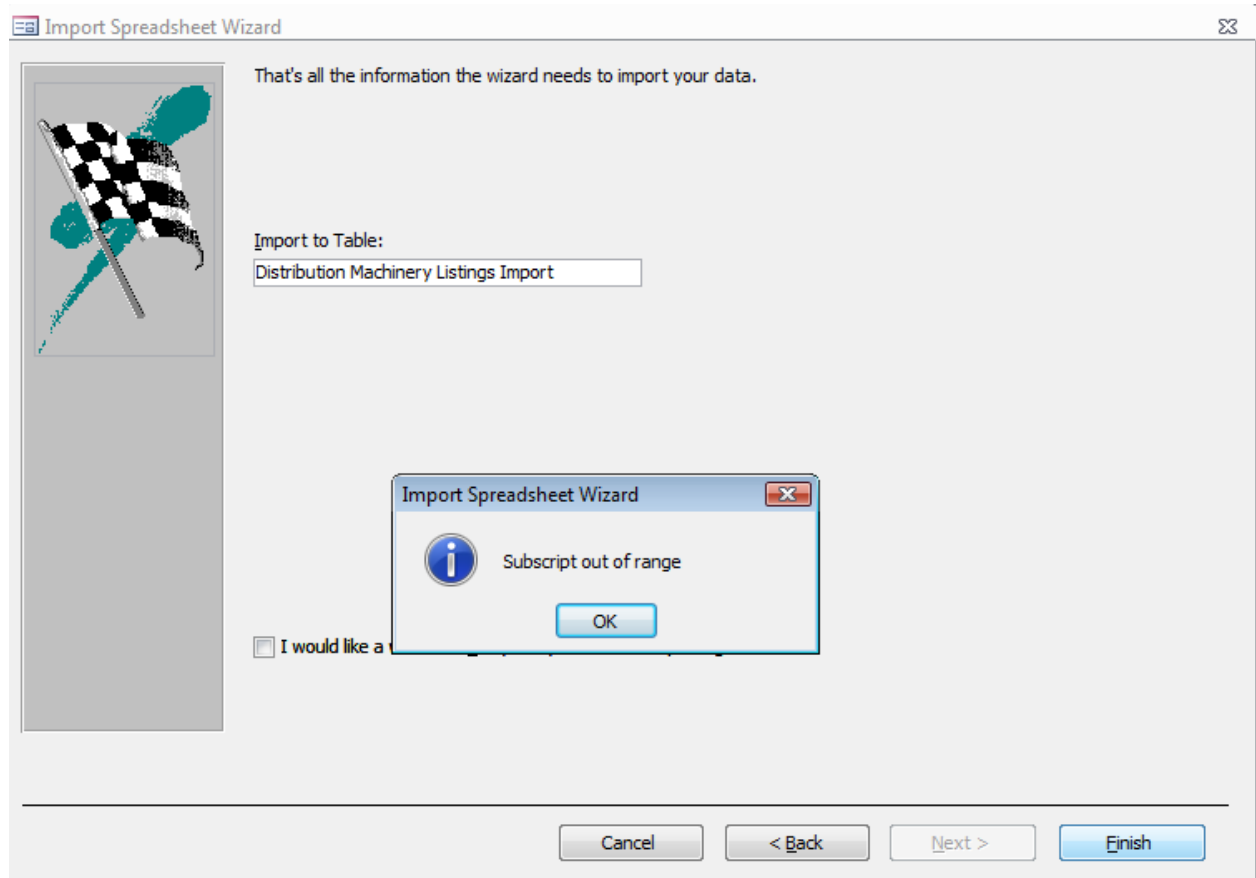 Import Spreadsheet Wizard
That's all the information the wizard needs to import your data.
Import to Table:
Distribution Machinery Listings Import
Import Spreadsheet Wizard
Subscript out of range
OK
I would like a
Cancel
< Back
Next >
Finish